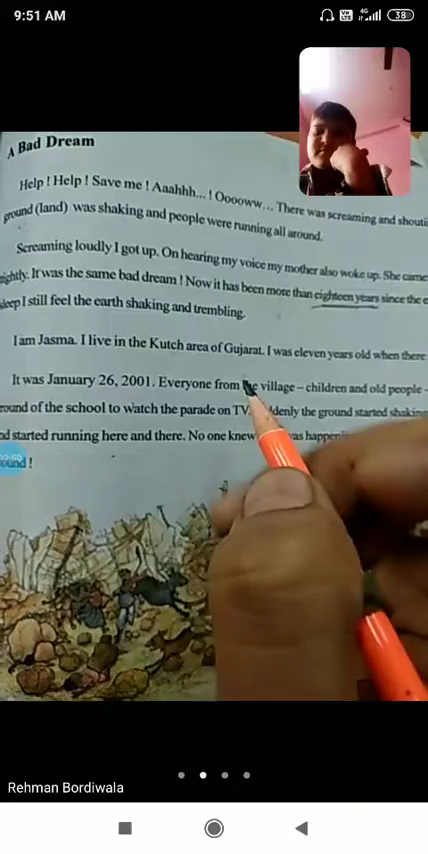 9:51 AM
4G
38
A Bad Dream
Help ! Help ! Save me ! Aaahhh... ! Ooooww... There was screaming and shouti
ground (land) was shaking and people were running all around.
Screaming loudly I got up. On hearing my voice my mother also woke up. She came
ightly. It was the same bad dream ! Now it has been more than eighteen years since the e
sleep I still feel the earth shaking and trembling.
I am Jasma. I live in the Kutch area of Gujarat. I was eleven years old when there
It was January 26, 2001. Everyone from the village – children and old people –
round of the school to watch the parade on TV. denly the ground started shaking
nd started running here and there. No one knew as happen
ound !
Rehman Bordiwala